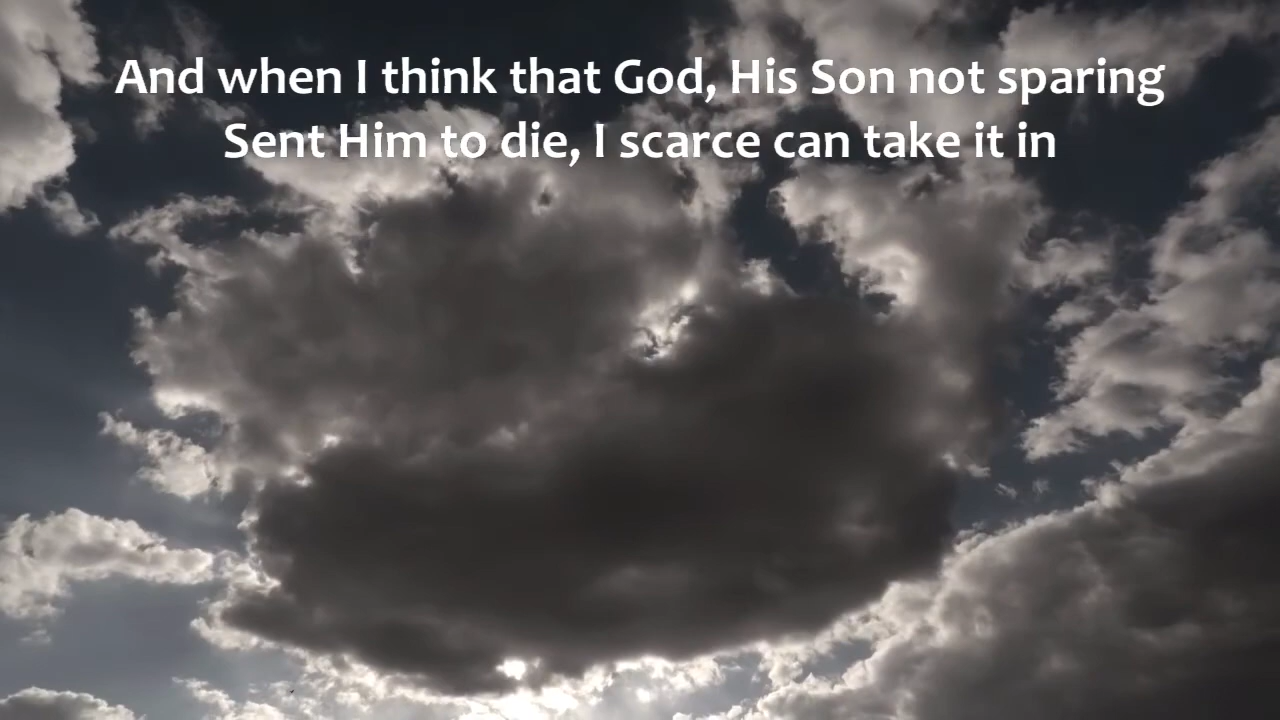 And when I think that God, His Son not sparing
Sent Him to die, I scarce can take it in